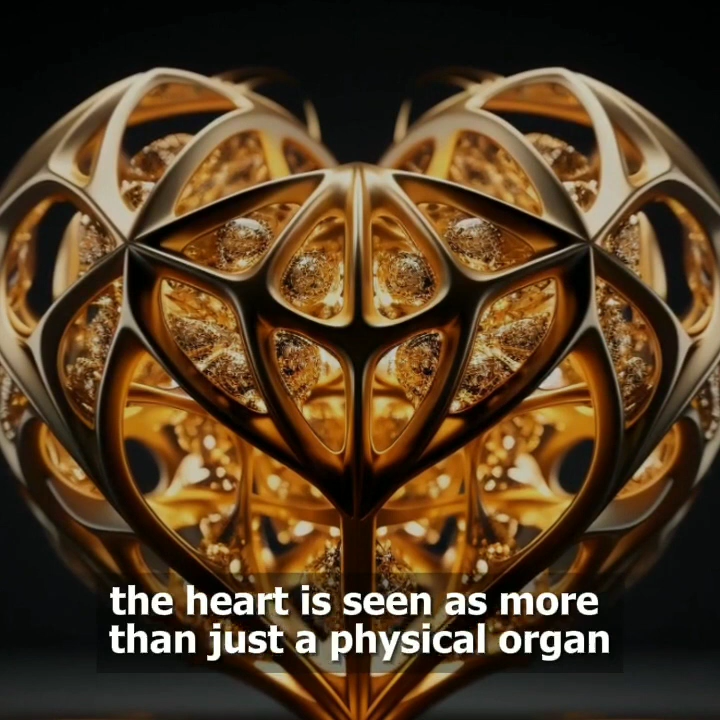 the heart is seen as more
than just a physical organ